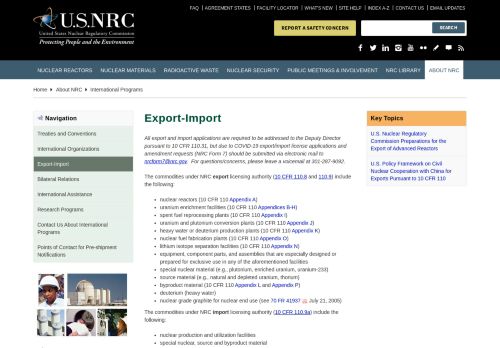 FAQ | AGREEMENT STATES | FACILITY LOCATOR | WHAT'S NEW | SITE HELP | INDEX A-Z | CONTACT US | EMAIL UPDATES
U.S.NRC
United States Nuclear Regulatory Commission
Protecting People and the Environment
REPORT A SAFETY CONCERN
SEARCH
NUCLEAR REACTORS
NUCLEAR MATERIALS
RADIOACTIVE WASTE
NUCLEAR SECURITY
PUBLIC MEETINGS & INVOLVEMENT
NRC LIBRARY
ABOUT NRC
Home
About NRC
International Programs
Navigation
Treaties and Conventions
International Organizations
Export-Import
Bilateral Relations
International Assistance
Research Programs
Contact Us About International
Programs
Points of Contact for Pre-shipment
Notifications
Export-Import
All export and import applications are required to be addressed to the Deputy Director
pursuant to 10 CFR 110.31, but due to COVID-19 export/import license applications and
amendment requests (NRC Form 7) should be submitted via electronic mail to
nrcform7@nrc.gov. For questions/concerns, please leave a voicemail at 301-287-9092.
The commodities under NRC export licensing authority (10 CFR 110.8 and 110.9) include
the following:
nuclear reactors (10 CFR 110 Appendix A)
uranium enrichment facilities (10 CFR 110 Appendices B-H)
spent fuel reprocessing plants (10 CFR 110 Appendix I)
uranium and plutonium conversion plants (10 CFR 110 Appendix J)
heavy water or deuterium production plants (10 CFR 110 Appendix K)
nuclear fuel fabrication plants (10 CFR 110 Appendix O)
lithium isotope separation facilities (10 CFR 110 Appendix N)
equipment, component parts, and assemblies that are especially designed or
prepared for exclusive use in any of the aforementioned facilities
special nuclear material (e.g., plutonium, enriched uranium, uranium-233)
source material (e.g., natural and depleted uranium, thorium)
byproduct material (10 CFR 110 Appendix L and Appendix P)
deuterium (heavy water)
nuclear grade graphite for nuclear end use (see 70 FR 41937 July 21, 2005)
The commodities under NRC import licensing authority (10 CFR 110.9a) include the
following:
nuclear production and utilization facilities
special nuclear, source and byproduct material
Key Topics
U.S. Nuclear Regulatory
Commission Preparations for the
Export of Advanced Reactors
U.S. Policy Framework on Civil
Nuclear Cooperation with China for
Exports Pursuant to 10 CFR 110